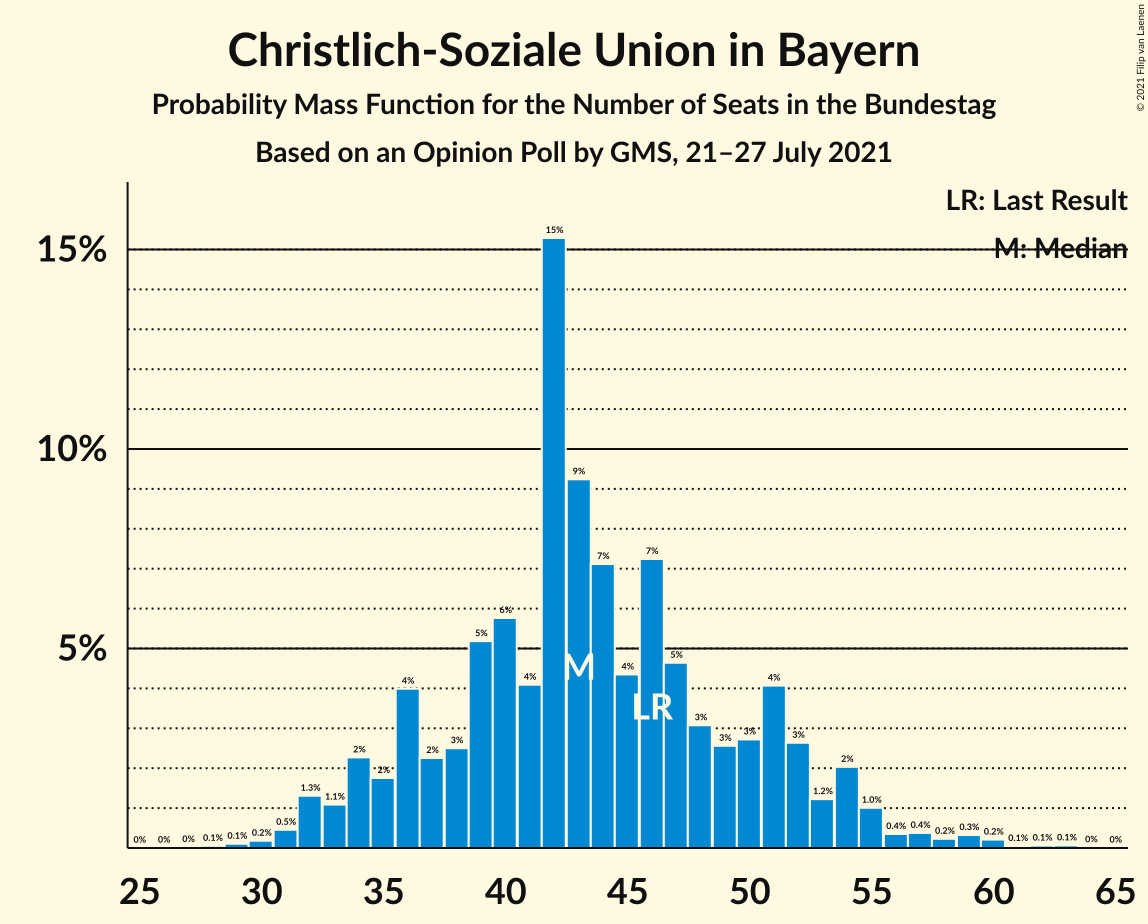 Christlich-Soziale Union in Bayern
Probability Mass Function for the Number of Seats in the Bundestag
Based on an Opinion Poll by GMS, 21–27 July 2021
© 2021 Filip van Laenen
LR: Last Result
M: Median
15%
10%
5%
0% 0% 0% 0.1% 0.1% 0.2% 0.5% 1.3% 1.1% 2% 2% 4% 2% 3% 5% 6% 4% 15% 9% 7% 4% 7% 5% 3% 3% 3% 4% 3% 1.2% 2% 1.0% 0.4% 0.4% 0.2% 0.3% 0.2% 0.1% 0.1% 0.1% 0% 0%
M
LR
25 30 35 40 45 50 55 60 65